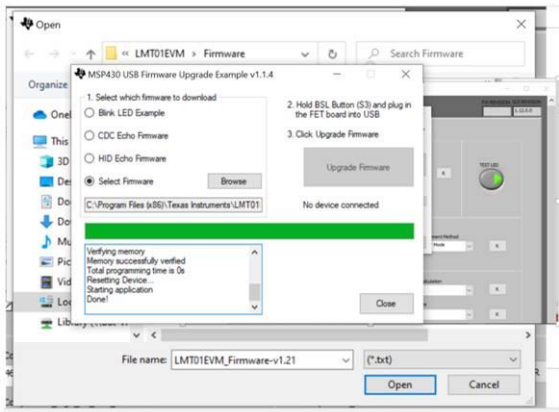 Open
« LMT01EVM > Firmware
Search Firmware
Organize
MSP430 USB Firmware Upgrade Example v1.1.4
1. Select which firmware to download
Blink LED Example
CDC Echo Firmware
HID Echo Firmware
Select Firmware
Browse
C:\Program Files (x86)\Texas Instruments\LMT01
2. Hold BSL Button (S3) and plug in
the FET board into USB
3. Click Upgrade Firmware
Upgrade Firmware
No device connected
Verifying memory
Memory successfully verified
Total programming time is 0s
Resetting Device...
Starting application
Done!
Close
This
3D
Pic
TEST LED
Mode
File name:
LMT01EVM_Firmware-v1.21
(*.txt)
Open
Cancel